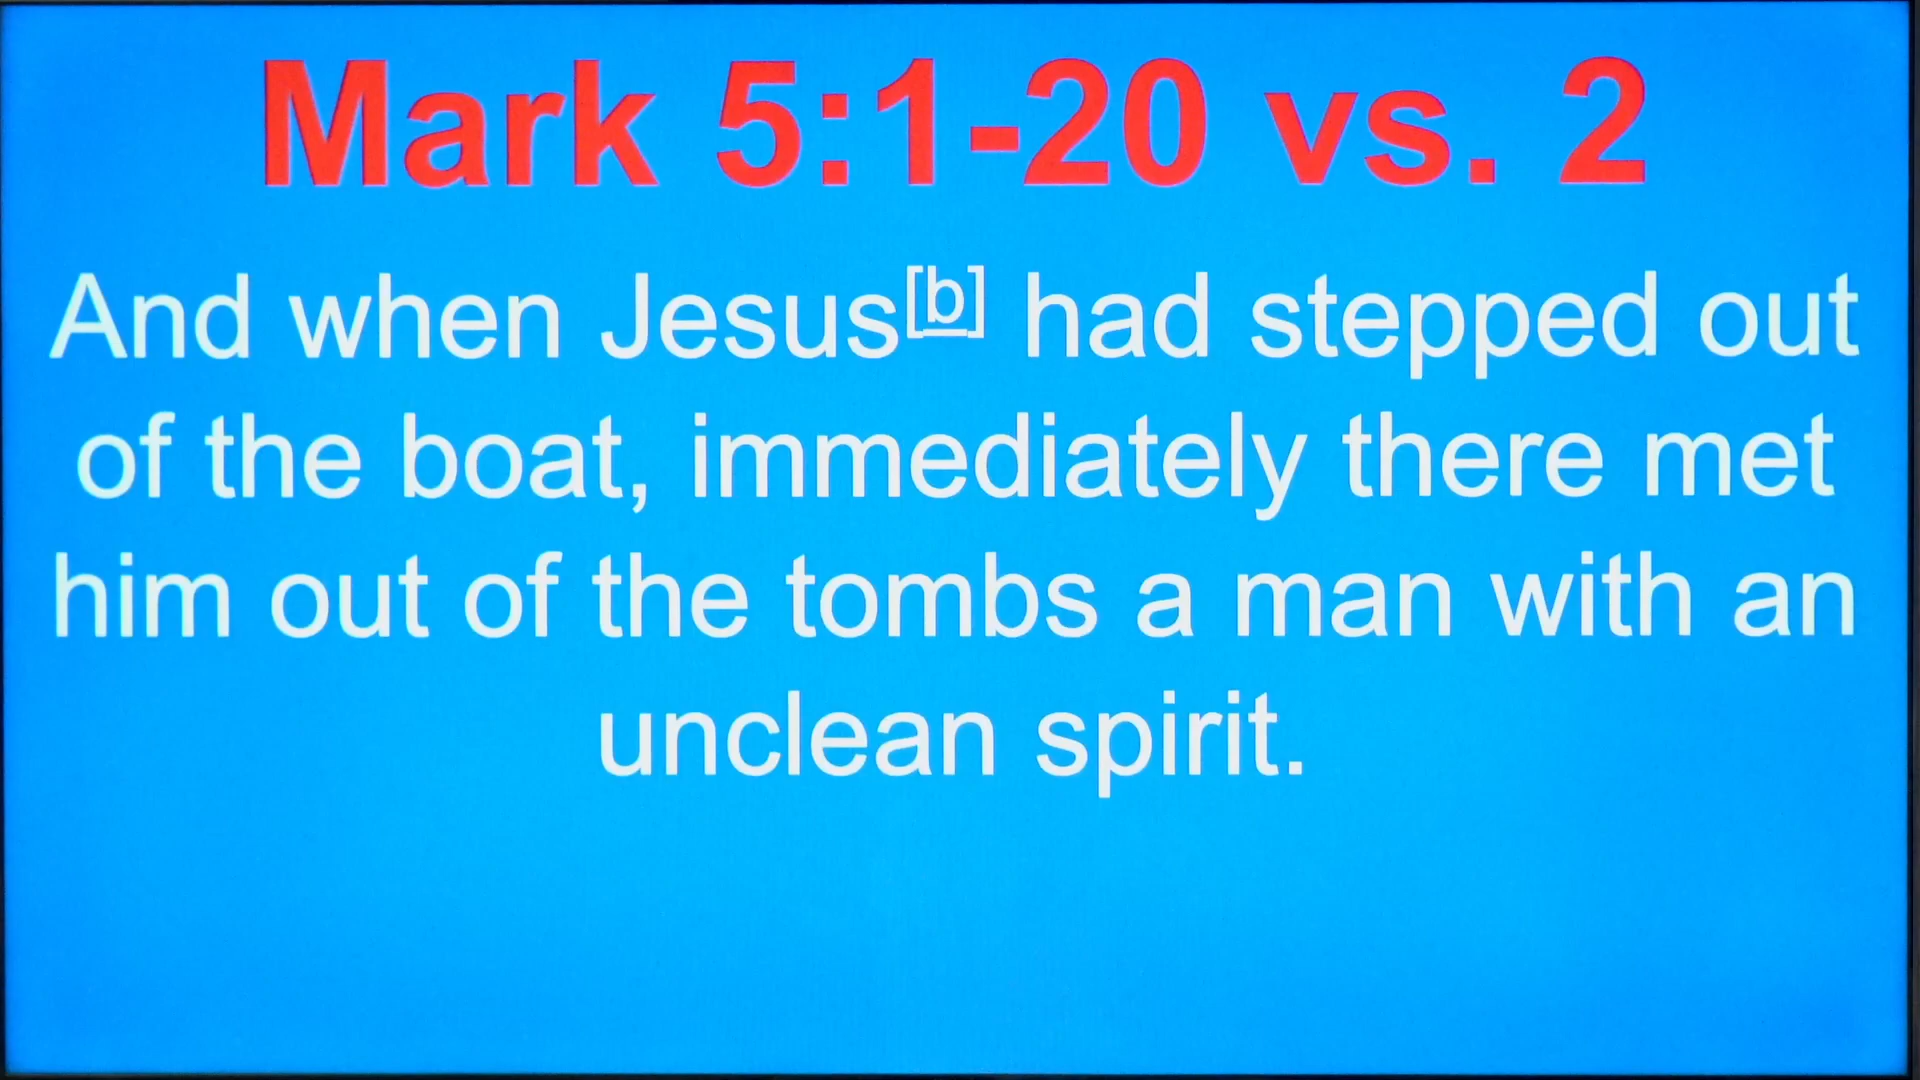 Mark 5:1-20 vs. 2
And when Jesus[b] had stepped out
of the boat, immediately there met
him out of the tombs a man with an
unclean spirit.